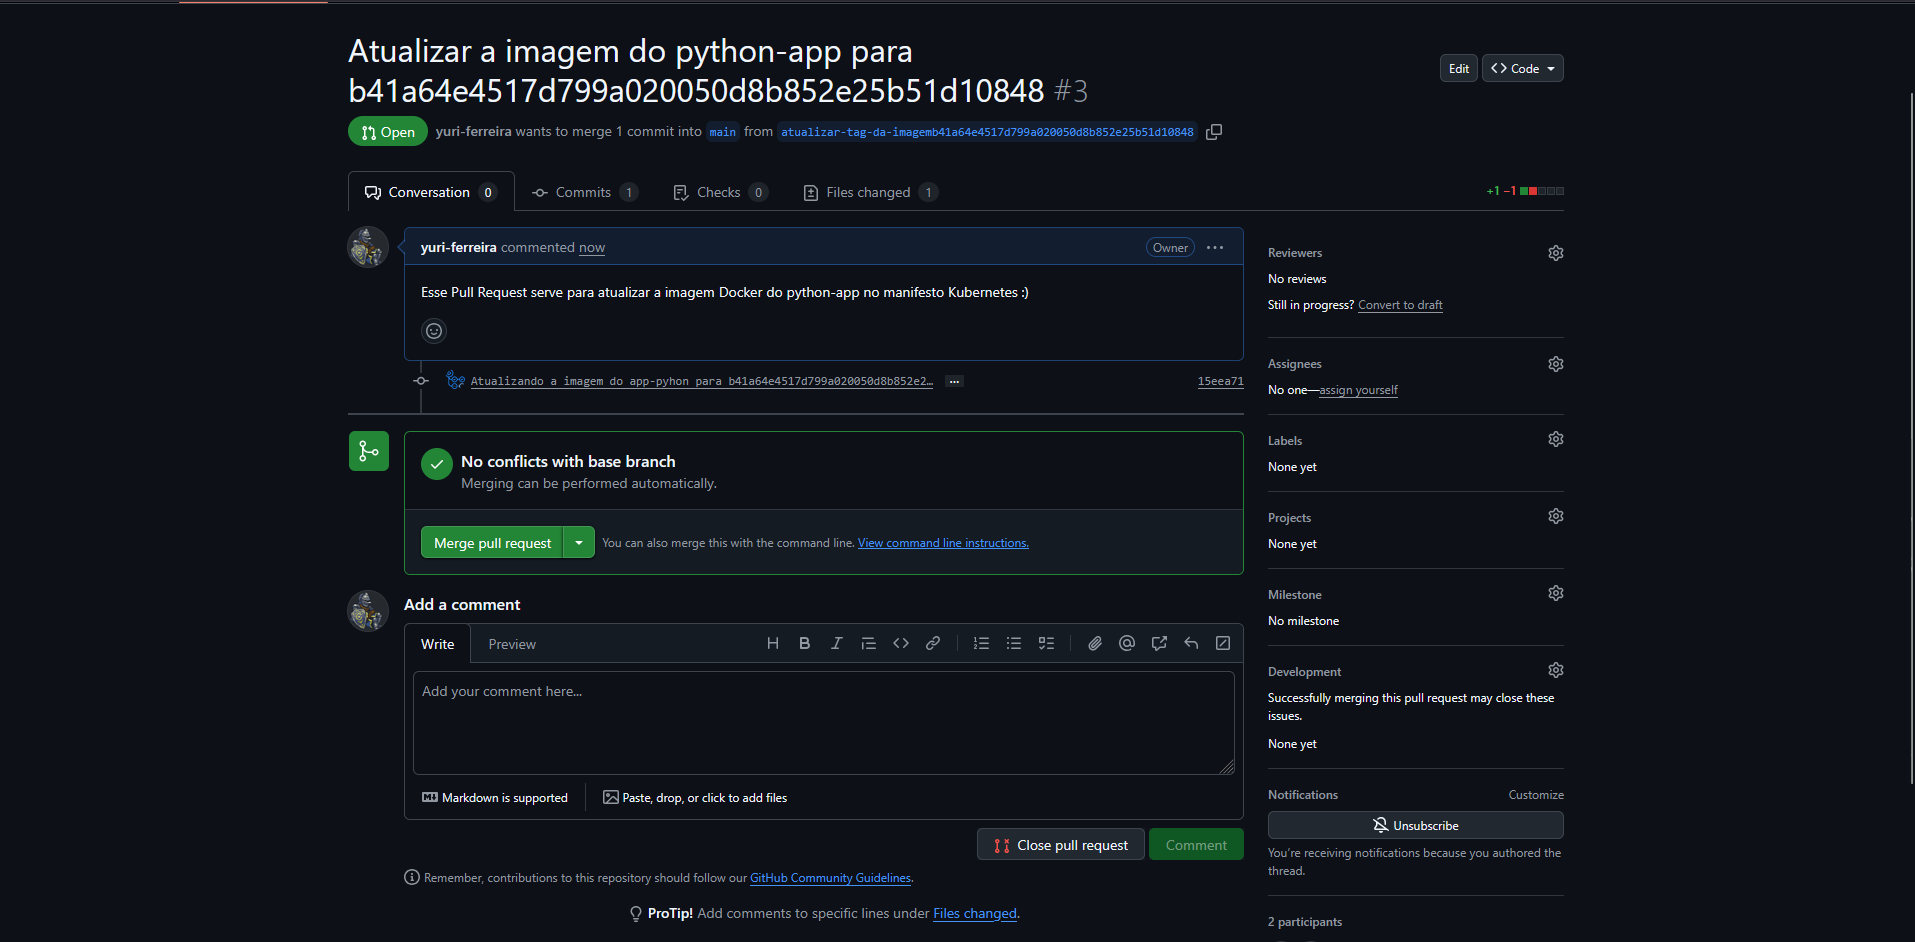 Atualizar a imagem do python-app para
b41a64e4517d799a020050d8b852e25b51d10848 #3
Edit
Code
Open
yuri-ferreira wants to merge 1 commit into main from atualizar-tag-da-imagemb41a64e4517d799a020050d8b852e25b51d10848
Conversation 0
Commits 1
Checks 0
Files changed 1
+1 −1
yuri-ferreira commented now
Owner
Esse Pull Request serve para atualizar a imagem Docker do python-app no manifesto Kubernetes :)
Atualizando a imagem do app-pyhon para b41a64e4517d799a020050d8b852e2…
15eea71
No conflicts with base branch
Merging can be performed automatically.
Merge pull request
You can also merge this with the command line. View command line instructions.
Add a comment
Write
Preview
Add your comment here...
Markdown is supported
Paste, drop, or click to add files
Close pull request
Comment
Remember, contributions to this repository should follow our GitHub Community Guidelines.
ProTip! Add comments to specific lines under Files changed.
Reviewers
No reviews
Still in progress? Convert to draft
Assignees
No one—assign yourself
Labels
None yet
Projects
None yet
Milestone
No milestone
Development
Successfully merging this pull request may close these
issues.
None yet
Notifications
Customize
Unsubscribe
You're receiving notifications because you authored the
thread.
2 participants